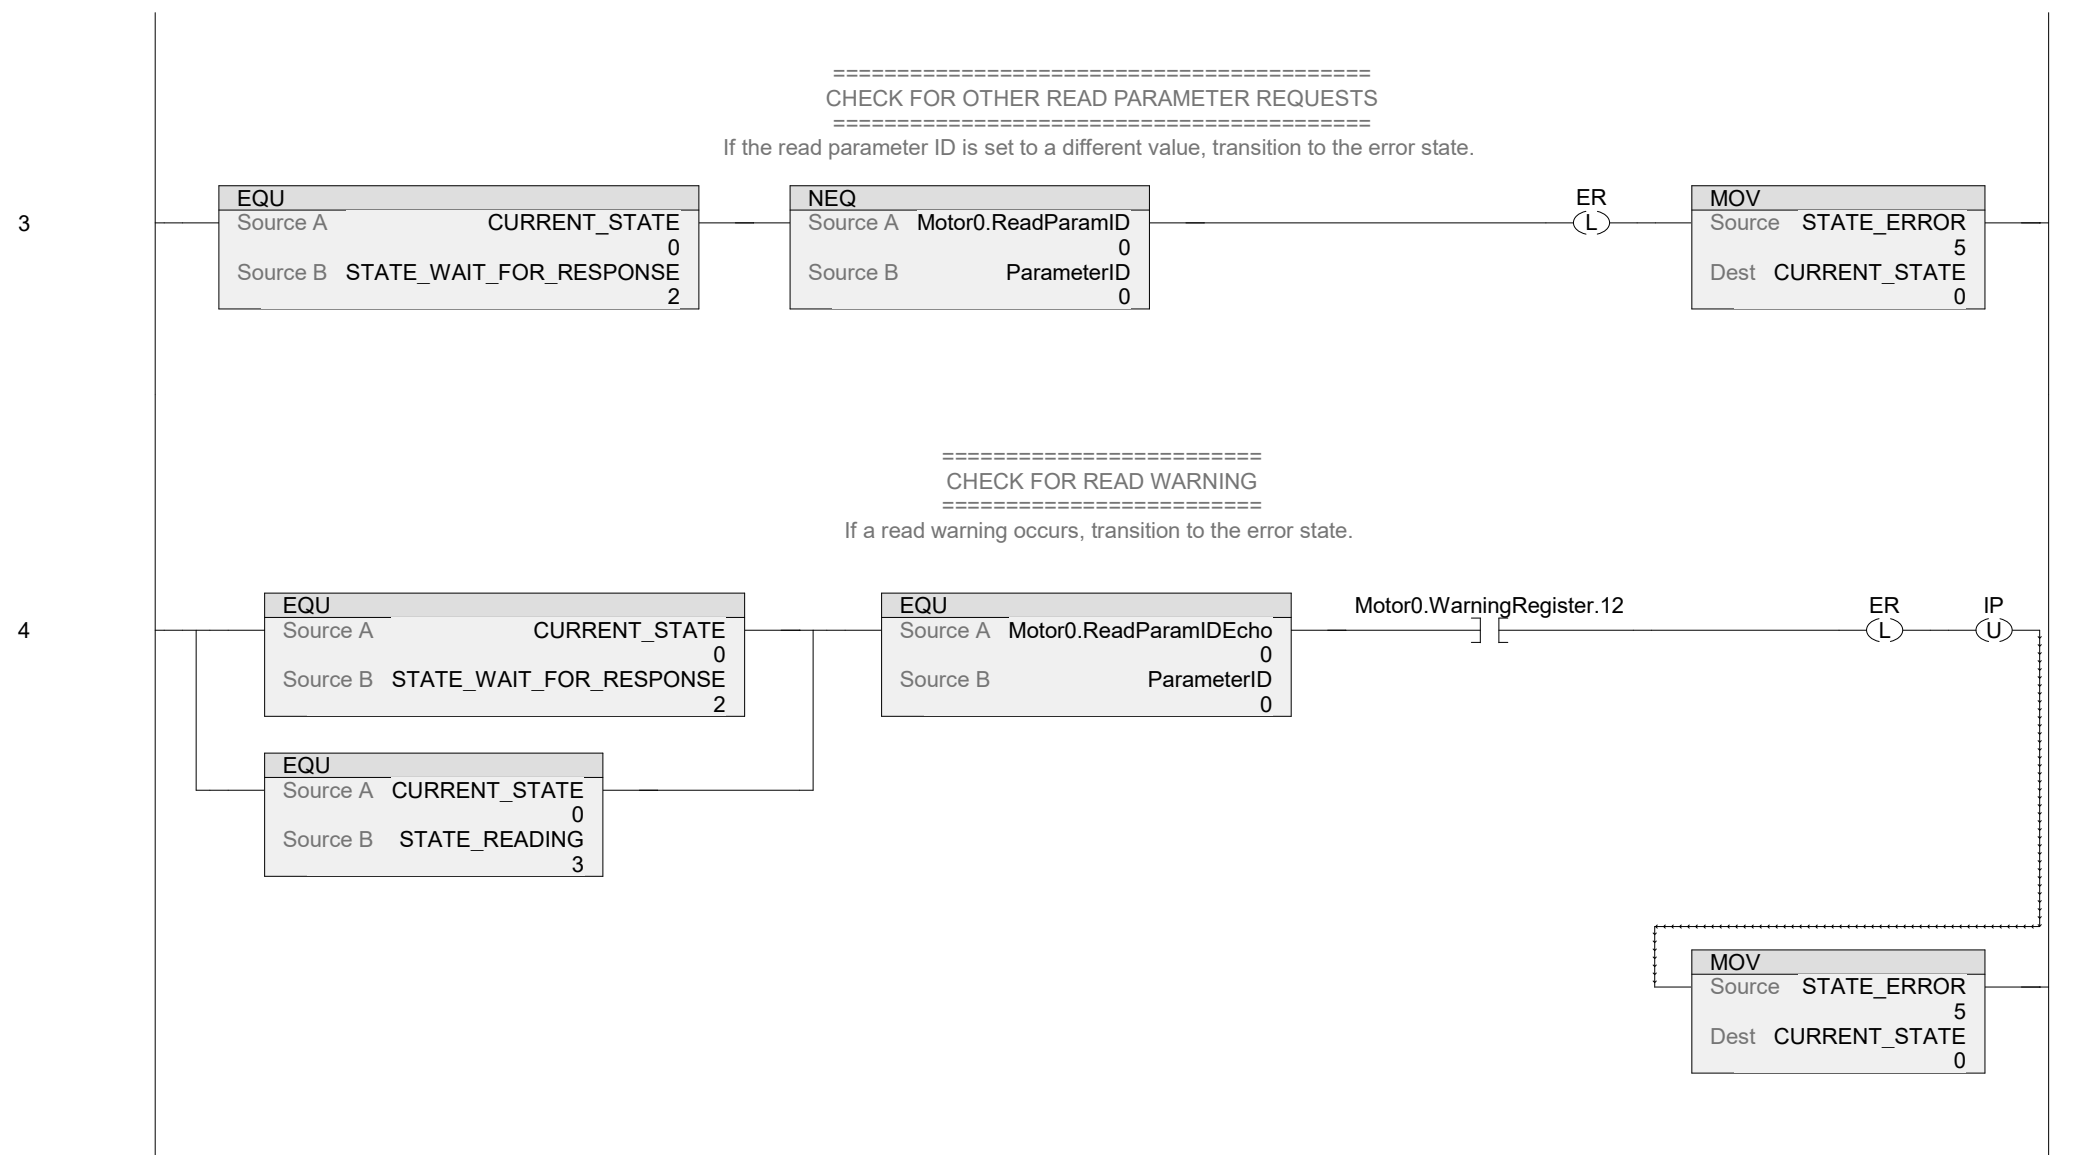 ==========================================
CHECK FOR OTHER READ PARAMETER REQUESTS
==========================================
If the read parameter ID is set to a different value, transition to the error state.
3
EQU
Source A CURRENT_STATE
0
Source B STATE_WAIT_FOR_RESPONSE
2
NEQ
Source A Motor0.ReadParamID
0
Source B ParameterID
0
ER
L
MOV
Source STATE_ERROR
5
Dest CURRENT_STATE
0
=========================
CHECK FOR READ WARNING
=========================
If a read warning occurs, transition to the error state.
4
EQU
Source A CURRENT_STATE
0
Source B STATE_WAIT_FOR_RESPONSE
2
EQU
Source A CURRENT_STATE
0
Source B STATE_READING
3
EQU
Source A Motor0.ReadParamIDEcho
0
Source B ParameterID
0
Motor0.WarningRegister.12
ER
L
IP
U
MOV
Source STATE_ERROR
5
Dest CURRENT_STATE
0